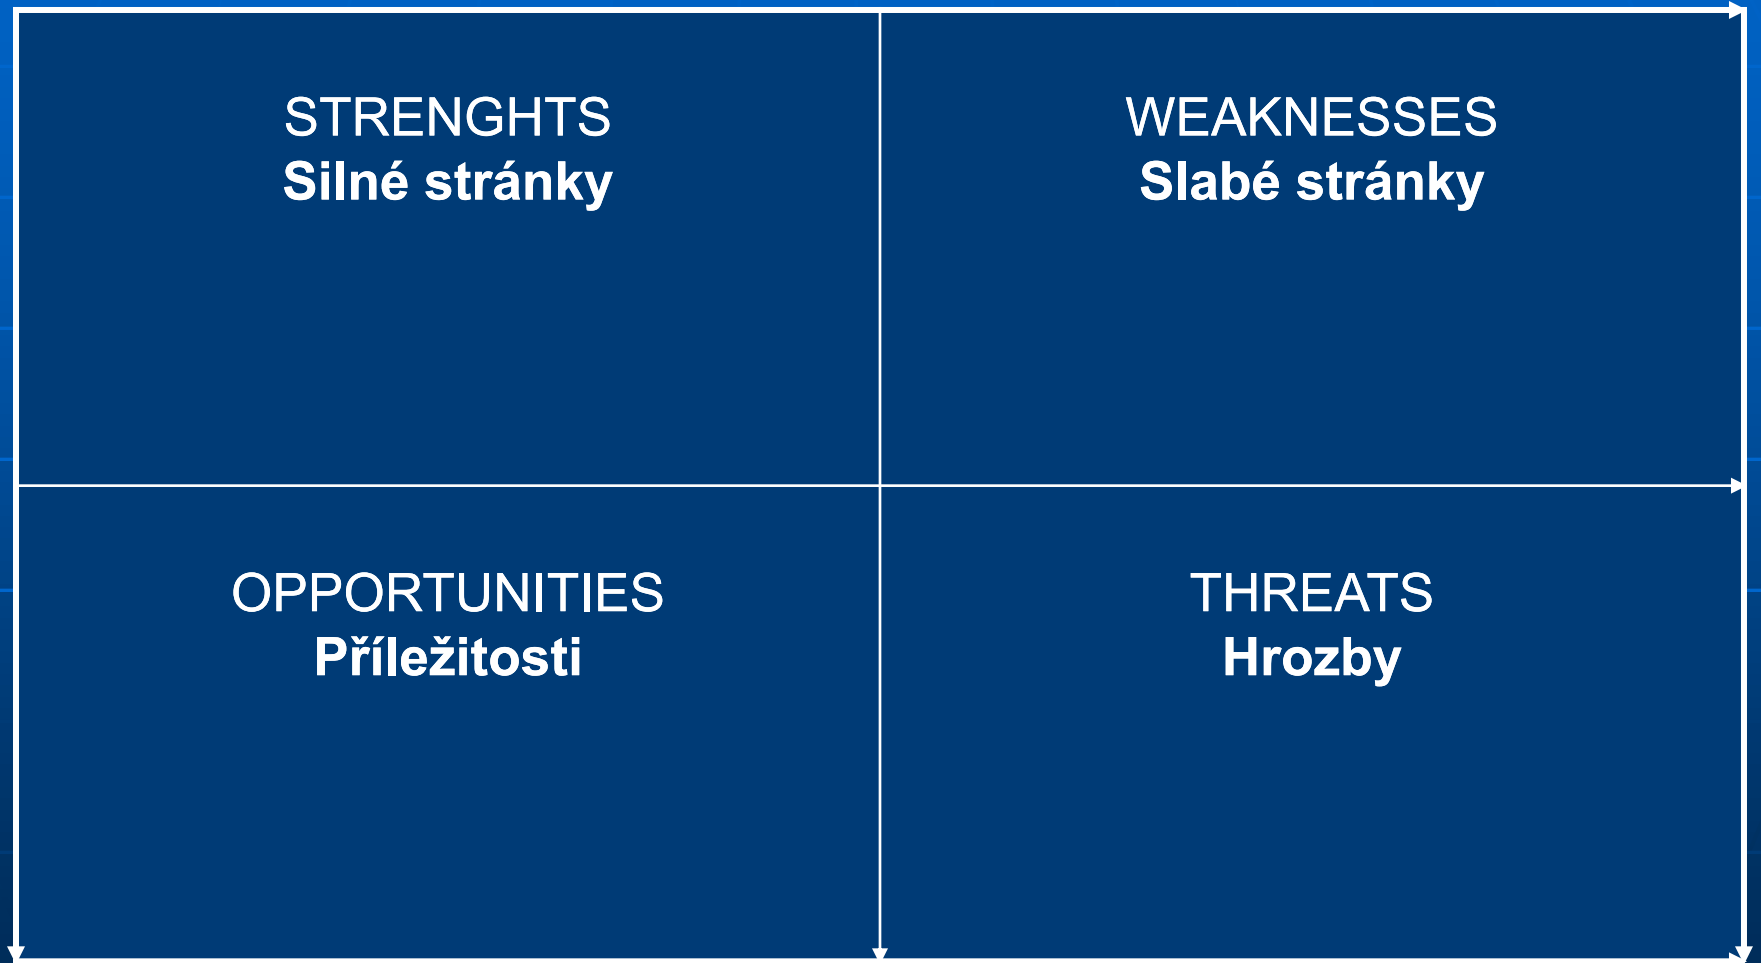 STRENGHTS
Silné stránky
WEAKNESSES
Slabé stránky
OPPORTUNITIES
Příležitosti
THREATS
Hrozby